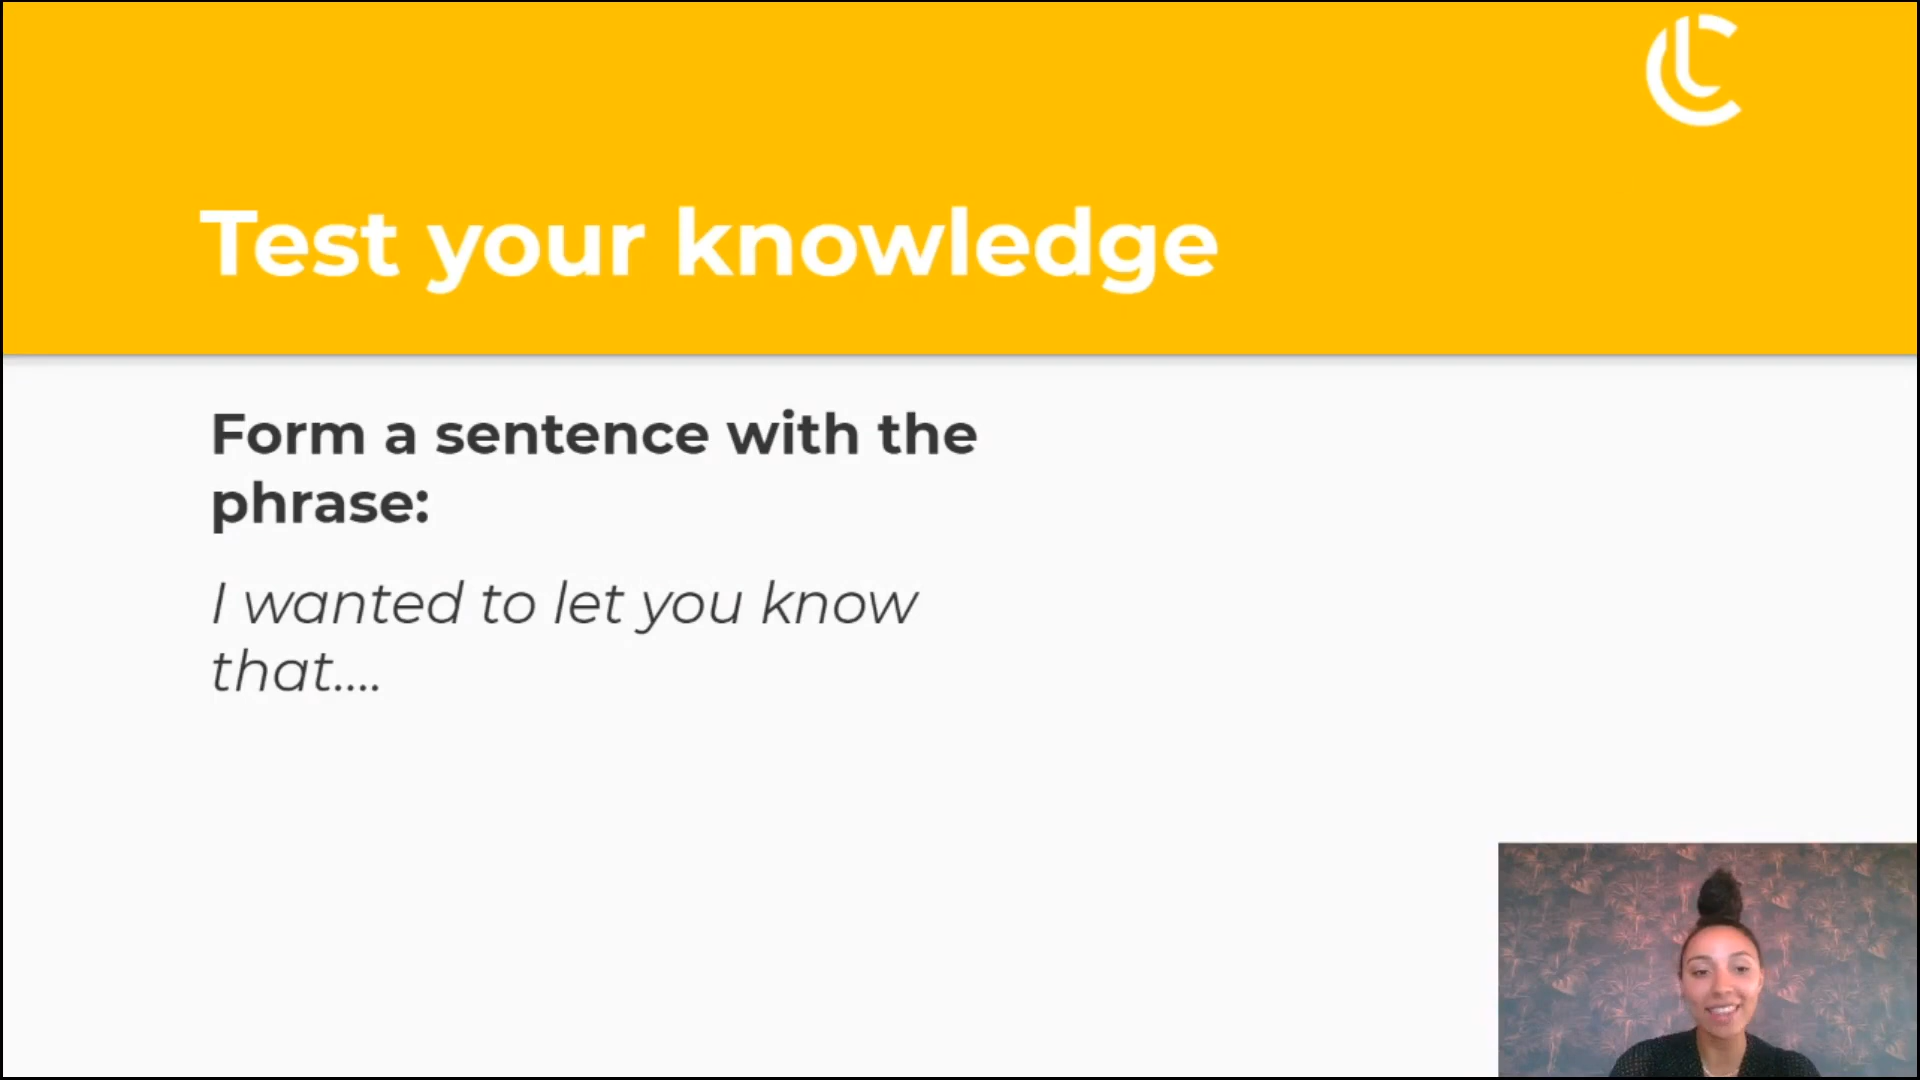 Test your knowledge
Form a sentence with the
phrase:
I wanted to let you know
that....